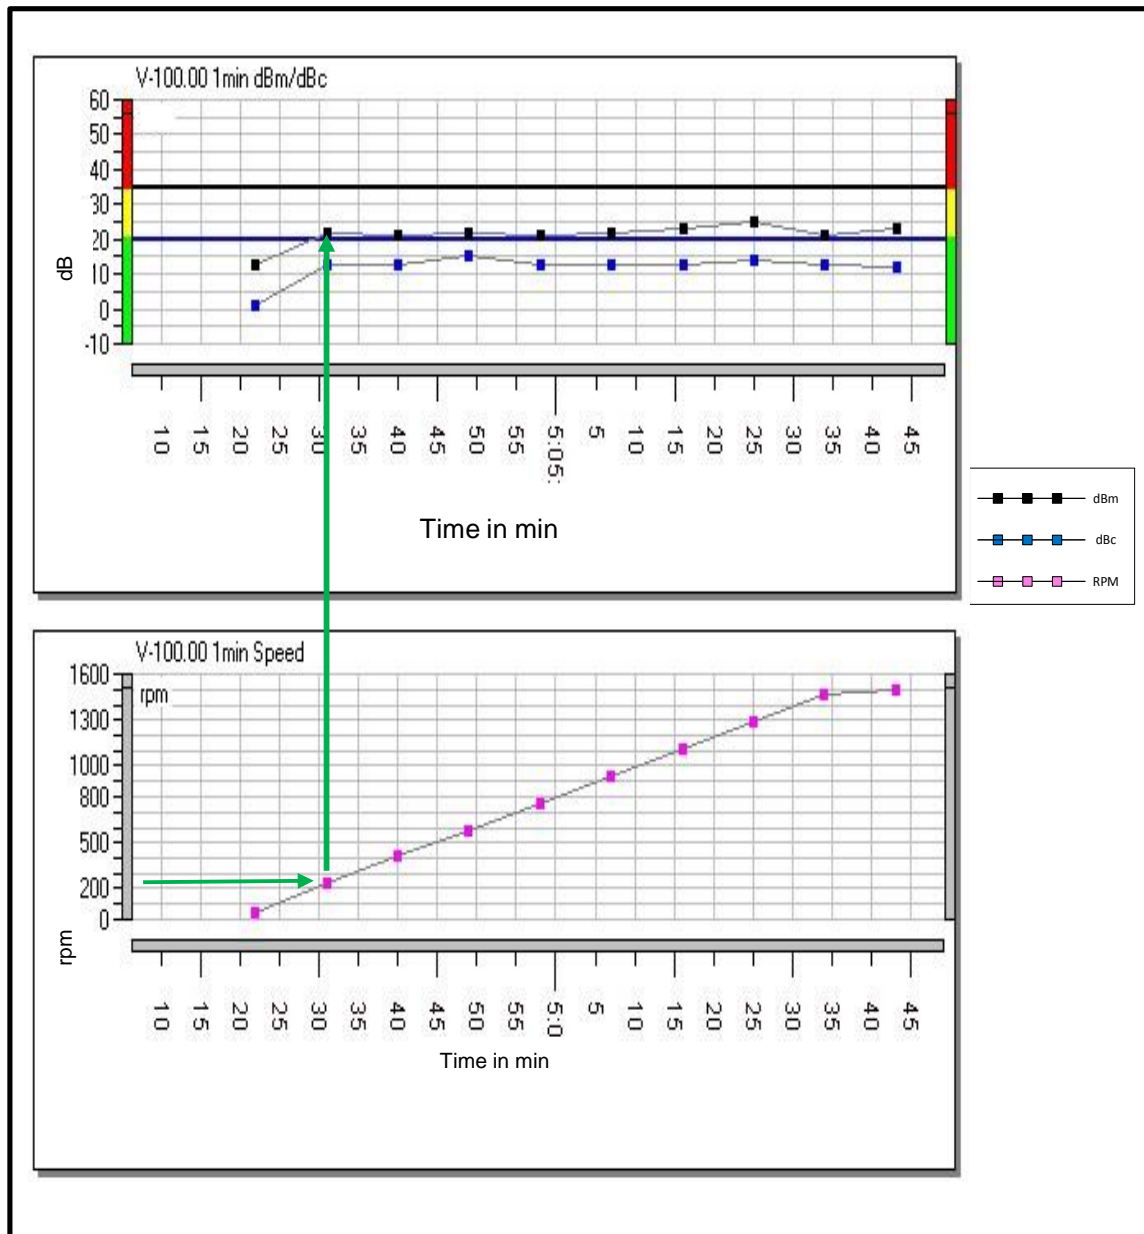 V-100.00 1min dBm/dBc
60
50
40
30
20
10
0
-10
dB
10 15 20 25 30 35 40 45 50 55 5:05: 5 10 15 20 25 30 35 40 45
Time in min
dBm
dBc
RPM
V-100.00 1min Speed
rpm
1600
1300
1000
800
500
200
0
rpm
10 15 20 25 30 35 40 45 50 55 5:0 5 10 15 20 25 30 35 40 45
Time in min